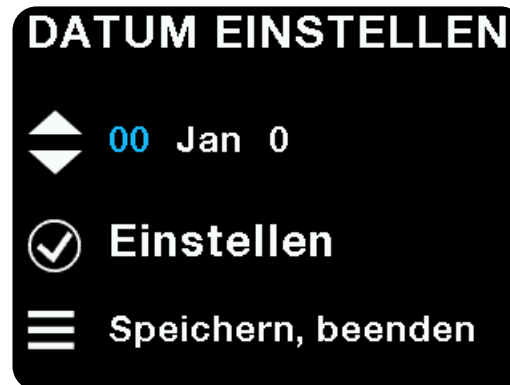 DATUM EINSTELLEN
00 Jan 0
Einstellen
Speichern, beenden